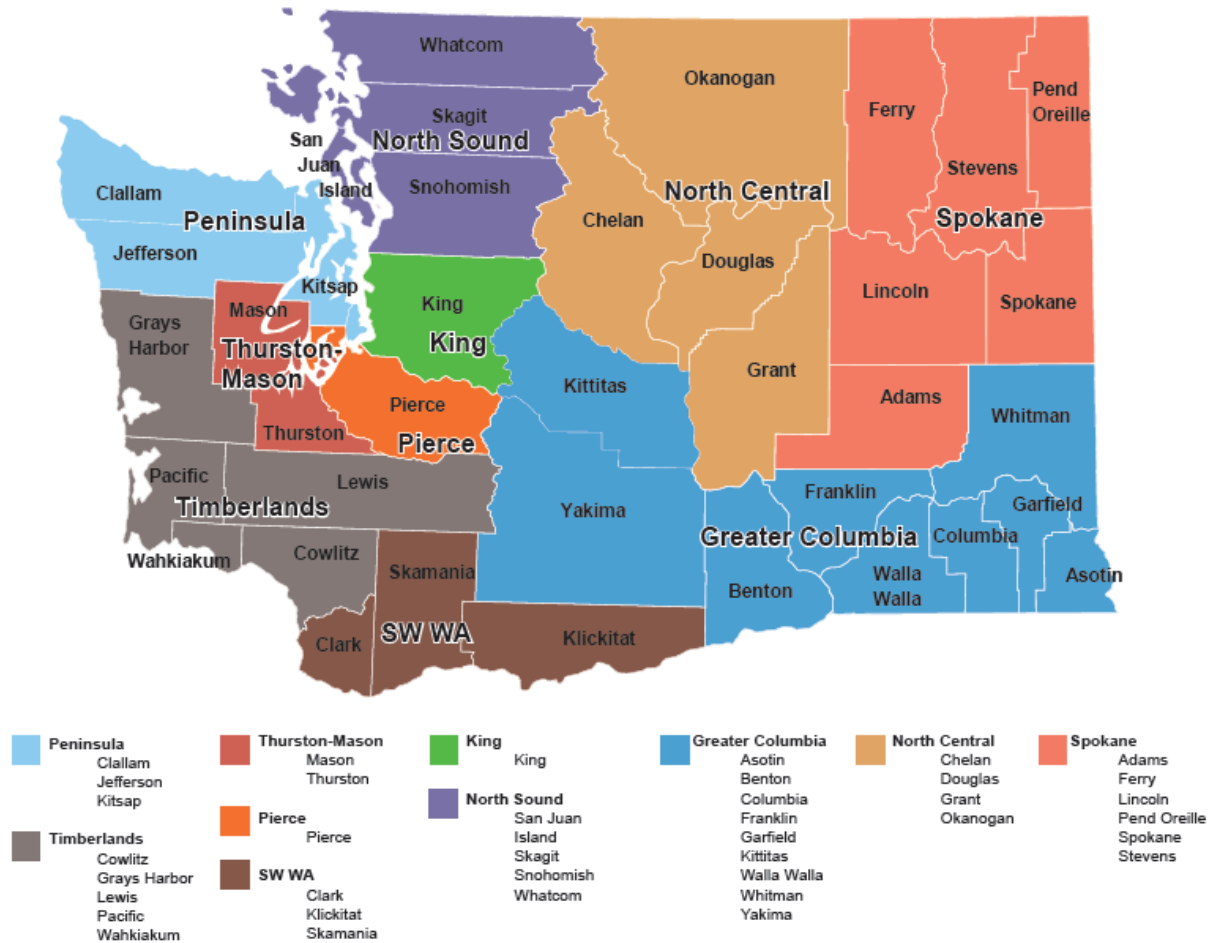 Whatcom
Okanogan
Pend
Oreille
Ferry
Skagit
North Sound
San
Juan
Island
Stevens
Snohomish
Clallam
North Central
Spokane
Peninsula
Chelan
Jefferson
Douglas
Kitsap
Lincoln
Spokane
Mason
King
Grays
Harbor
King
Thurston-
Mason
Grant
Kittitas
Adams
Pierce
Whitman
Thurston
Pierce
Pacific
Lewis
Franklin
Garfield
Timberlands
Yakima
Greater Columbia
Columbia
Wahkiakum
Cowlitz
Skamania
Walla
Walla
Asotin
Benton
SW WA
Clark
Klickitat
Peninsula
Clallam
Jefferson
Kitsap
Timberlands
Cowlitz
Grays Harbor
Lewis
Pacific
Wahkiakum
Thurston-Mason
Mason
Thurston
Pierce
Pierce
SW WA
Clark
Klickitat
Skamania
King
King
North Sound
San Juan
Island
Skagit
Snohomish
Whatcom
Greater Columbia
Asotin
Benton
Columbia
Franklin
Garfield
Kittitas
Walla Walla
Whitman
Yakima
North Central
Chelan
Douglas
Grant
Okanogan
Spokane
Adams
Ferry
Lincoln
Pend Oreille
Spokane
Stevens